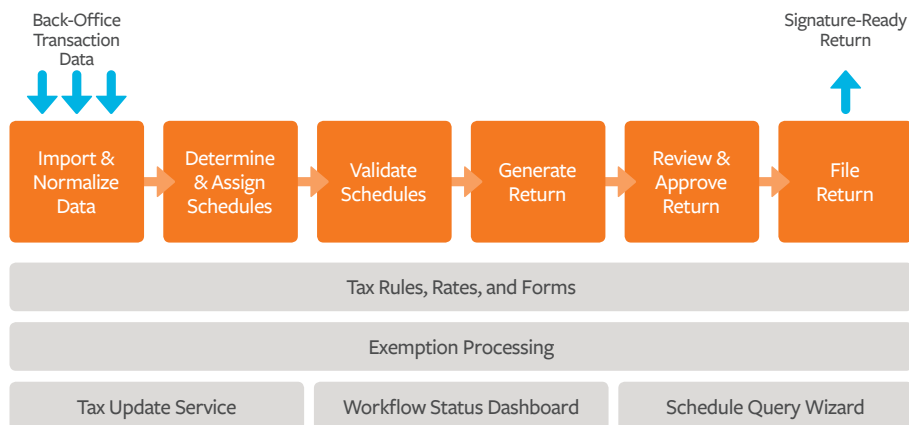 Back-Office
Transaction
Data
Signature-Ready
Return
Import &
Normalize
Data
Determine
& Assign
Schedules
Validate
Schedules
Generate
Return
Review &
Approve
Return
File
Return
Tax Rules, Rates, and Forms
Exemption Processing
Tax Update Service
Workflow Status Dashboard
Schedule Query Wizard